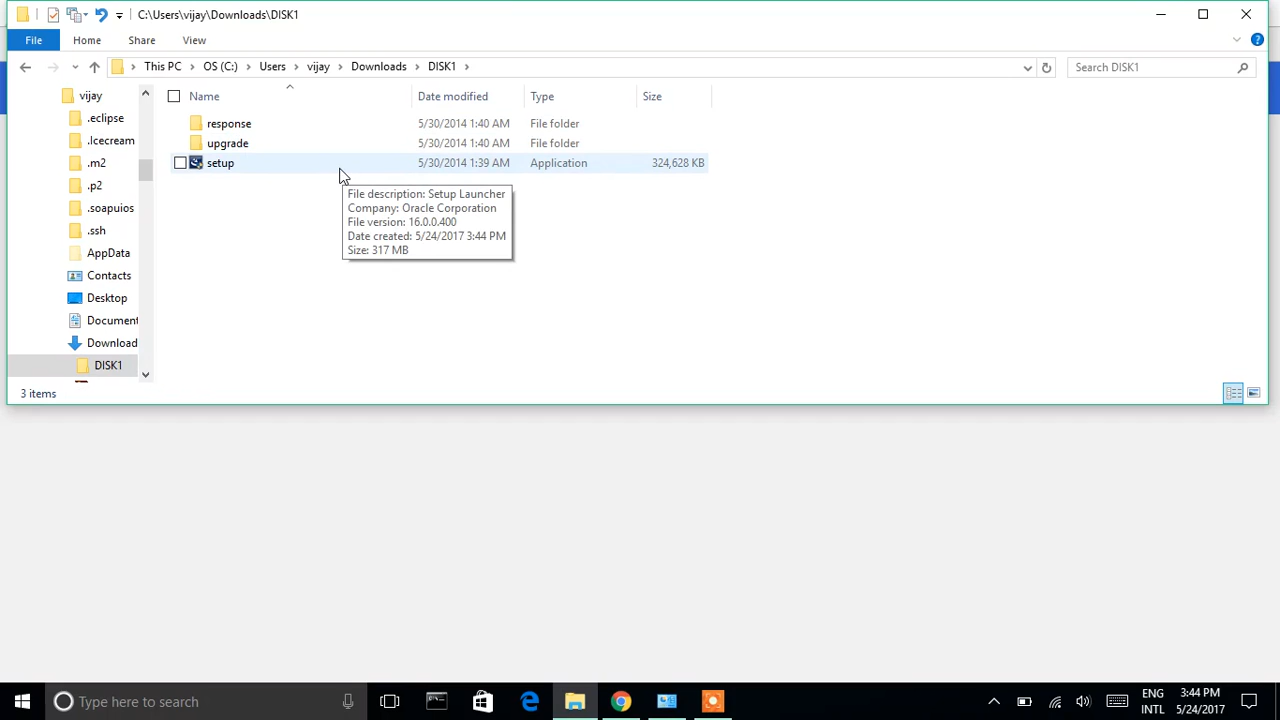 C:\Users\vijay\Downloads\DISK1
File Home Share View
This PC OS (C:) Users vijay Downloads DISK1
Search DISK1
vijay
.eclipse
.Icecream
.m2
.p2
.soapuios
.ssh
AppData
Contacts
Desktop
Document
Download
DISK1
Name Date modified Type Size
response 5/30/2014 1:40 AM File folder
upgrade 5/30/2014 1:40 AM File folder
setup 5/30/2014 1:39 AM Application 324,628 KB
File description: Setup Launcher
Company: Oracle Corporation
File version: 16.0.0.400
Date created: 5/24/2017 3:44 PM
Size: 317 MB
3 items
Type here to search
ENG
INTL
3:44 PM
5/24/2017